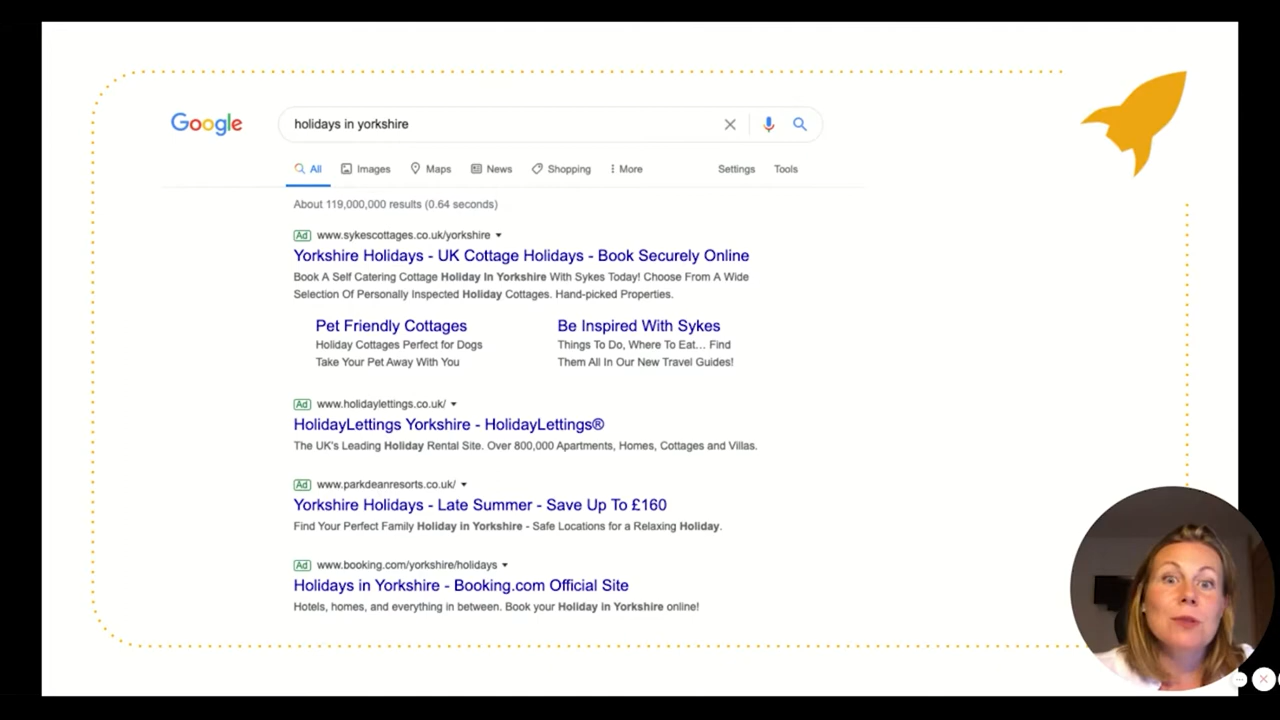 Google
holidays in yorkshire
All Images Maps News Shopping More Settings Tools
About 119,000,000 results (0.64 seconds)
Ad www.sykescottages.co.uk/yorkshire
Yorkshire Holidays - UK Cottage Holidays - Book Securely Online
Book A Self Catering Cottage Holiday In Yorkshire With Sykes Today! Choose From A Wide
Selection Of Personally Inspected Holiday Cottages. Hand-picked Properties.
Pet Friendly Cottages
Holiday Cottages Perfect for Dogs
Take Your Pet Away With You
Be Inspired With Sykes
Things To Do, Where To Eat... Find
Them All In Our New Travel Guides!
Ad www.holidaylettings.co.uk/
HolidayLettings Yorkshire - HolidayLettings®
The UK's Leading Holiday Rental Site. Over 800,000 Apartments, Homes, Cottages and Villas.
Ad www.parkdeanresorts.co.uk/
Yorkshire Holidays - Late Summer - Save Up To £160
Find Your Perfect Family Holiday in Yorkshire - Safe Locations for a Relaxing Holiday.
Ad www.booking.com/yorkshire/holidays
Holidays in Yorkshire - Booking.com Official Site
Hotels, homes, and everything in between. Book your Holiday in Yorkshire online!